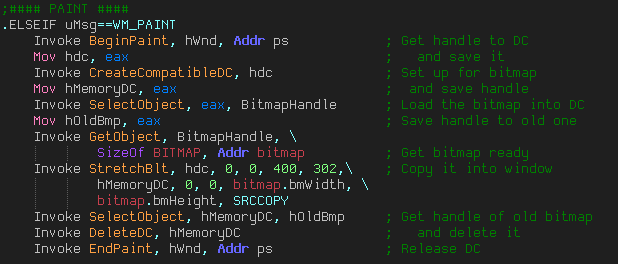 ;#### PAINT ####
.ELSEIF uMsg==WM_PAINT
    Invoke BeginPaint, hWnd, Addr ps            ; Get handle to DC
    Mov hdc, eax                                ;   and save it
    Invoke CreateCompatibleDC, hdc              ; Set up for bitmap
    Mov hMemoryDC, eax                          ;   and save handle
    Invoke SelectObject, eax, BitmapHandle      ; Load the bitmap into DC
    Mov hOldBmp, eax                            ; Save handle to old one
    Invoke GetObject, BitmapHandle, \
           SizeOf BITMAP, Addr bitmap           ; Get bitmap ready
    Invoke StretchBlt, hdc, 0, 0, 400, 302,\    ; Copy it into window
           hMemoryDC, 0, 0, bitmap.bmWidth, \
           bitmap.bmHeight, SRCCOPY
    Invoke SelectObject, hMemoryDC, hOldBmp     ; Get handle of old bitmap
    Invoke DeleteDC, hMemoryDC                  ;   and delete it
    Invoke EndPaint, hWnd, Addr ps              ; Release DC